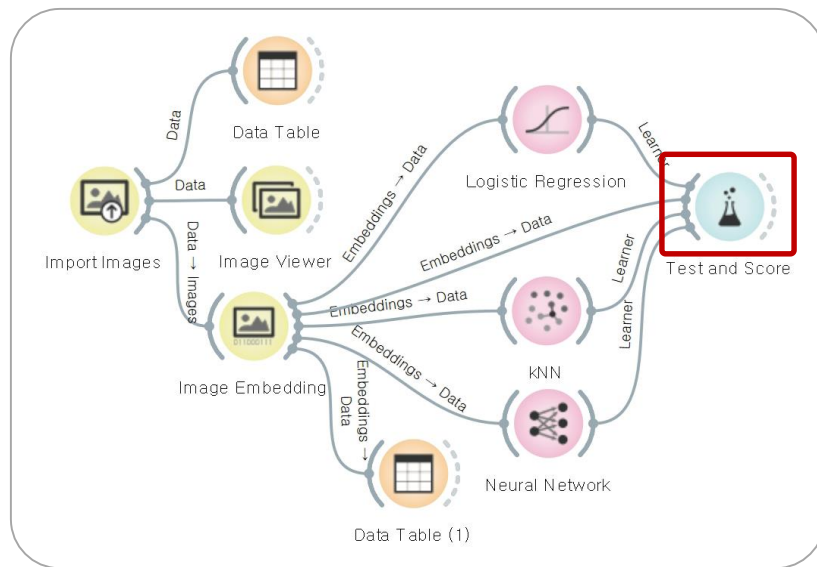 Data Table
Data
Learner
Logistic Regression
Data
Embeddings → Data
Import Images
Image Viewer
Data → Images
Embeddings → Data
Test and Score
Learner
Embeddings → Data
011000111
Embeddings → Data
Learner
kNN
Image Embedding
Embeddings →
Data
Neural Network
Data Table (1)